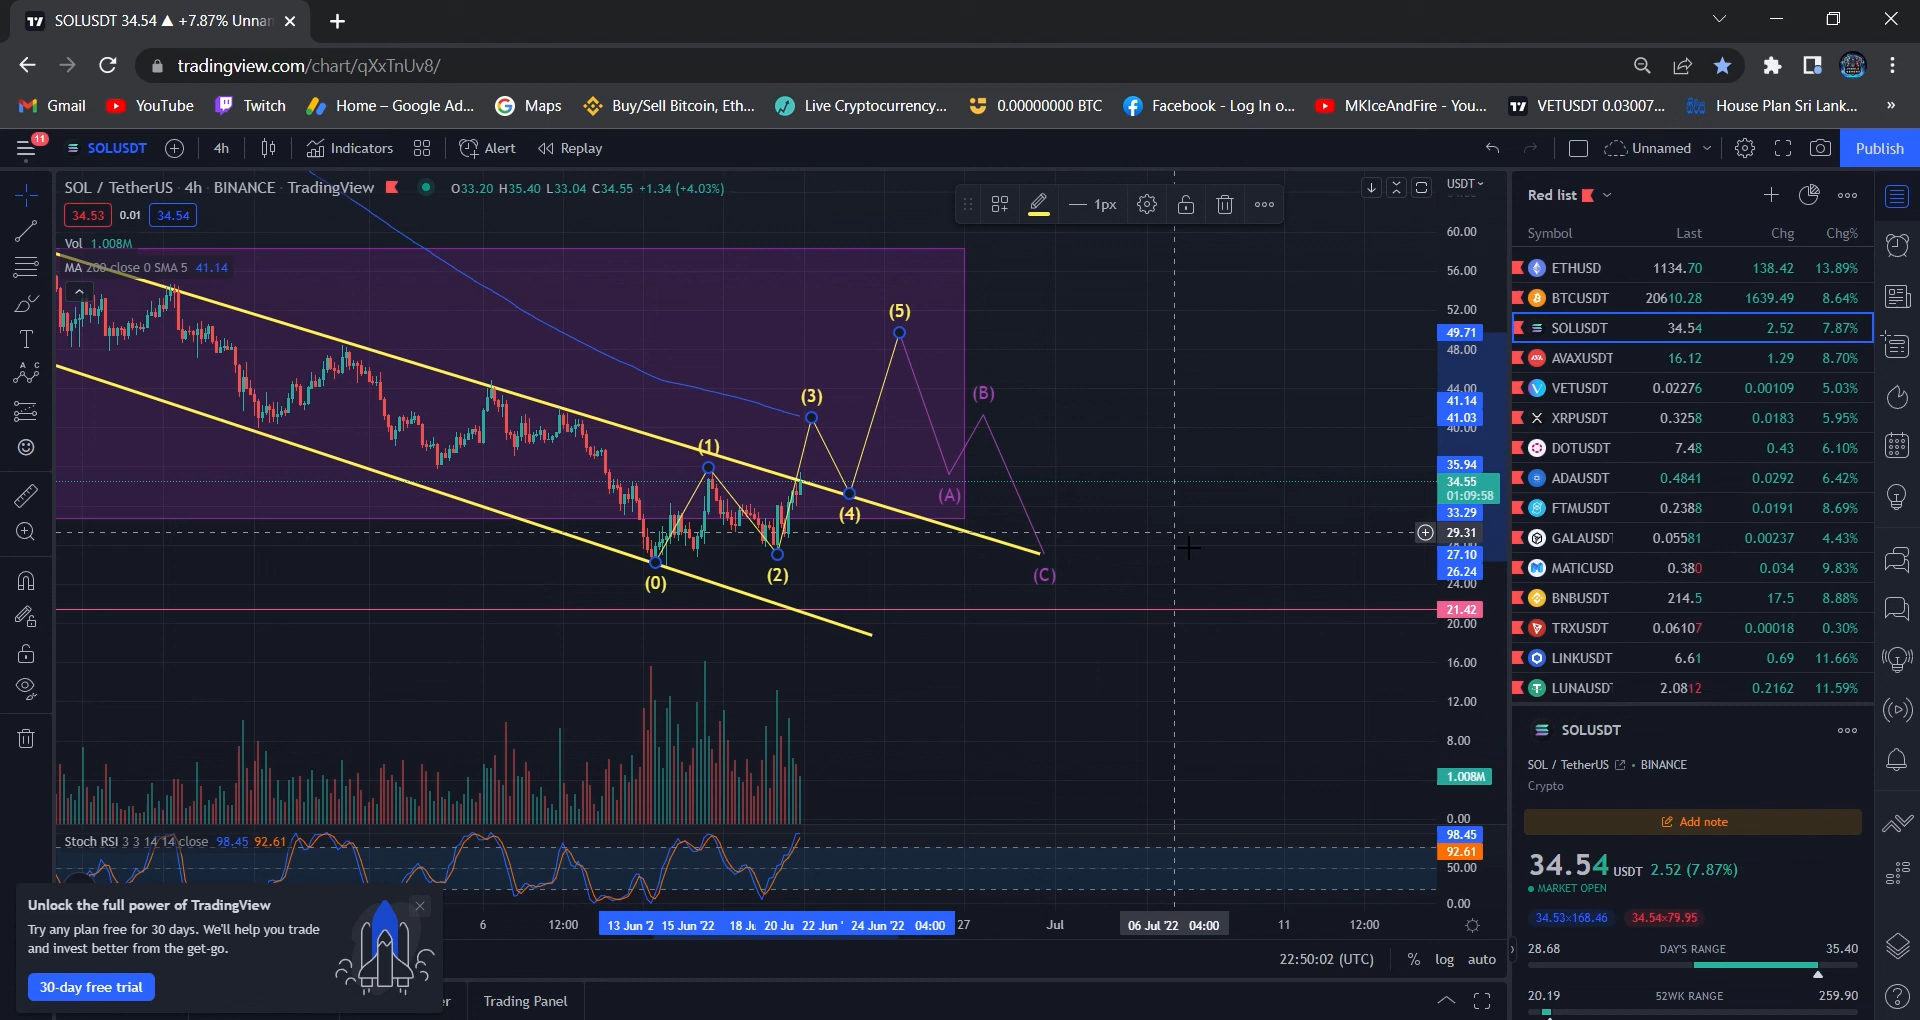 SOLUSDT 34.54 ▲ +7.87% Unnar
tradingview.com/chart/qXxTnUv8/
Gmail YouTube Twitch Home – Google Ad... Maps Buy/Sell Bitcoin, Eth... Live Cryptocurrency... 0.00000000 BTC Facebook - Log In o... MKIceAndFire - You... VETUSDT 0.03007... House Plan Sri Lank... »
11
SOLUSDT 4h Indicators Alert Replay Unnamed Publish
SOL / TetherUS · 4h · BINANCE · TradingView O33.20 H35.40 L33.04 C34.55 +1.34 (+4.03%)
34.53 0.01 34.54
Vol 1.008M
MA 200 close 0 SMA 5 41.14
1px
USDT
60.00
56.00
52.00
49.71
48.00
44.00
41.14
41.03
40.00
35.94
34.55
01:09:58
33.29
29.31
27.10
26.24
24.00
21.42
20.00
16.00
12.00
8.00
1.008M
0.00
(5)
(3)
(B)
(1)
(A)
(4)
(2)
(C)
(0)
Stoch RSI 3 3 14 14 close 98.45 92.61
98.45
92.61
50.00
0.00
6 12:00 13 Jun '2 15 Jun '22 18 Ju 20 Ju 22 Jun ' 24 Jun '22 04:00 27 Jul 06 Jul '22 04:00 11 12:00
22:50:02 (UTC) % log auto
er Trading Panel
Unlock the full power of TradingView
Try any plan free for 30 days. We'll help you trade
and invest better from the get-go.
30-day free trial
Red list
Symbol Last Chg Chg%
ETHUSD 1134.70 138.42 13.89%
BTCUSDT 20610.28 1639.49 8.64%
SOLUSDT 34.54 2.52 7.87%
AVAXUSDT 16.12 1.29 8.70%
VETUSDT 0.02276 0.00109 5.03%
XRPUSDT 0.3258 0.0183 5.95%
DOTUSDT 7.48 0.43 6.10%
ADAUSDT 0.4841 0.0292 6.42%
FTMUSDT 0.2388 0.0191 8.69%
GALAUSDT 0.05581 0.00237 4.43%
MATICUSD 0.380 0.034 9.83%
BNBUSDT 214.5 17.5 8.88%
TRXUSDT 0.06107 0.00018 0.30%
LINKUSDT 6.61 0.69 11.66%
LUNAUSDT 2.0812 0.2162 11.59%
SOLUSDT
SOL / TetherUS • BINANCE
Crypto
Add note
34.54 USDT 2.52 (7.87%)
MARKET OPEN
34.53×168.46 34.54×79.95
28.68 DAY'S RANGE 35.40
20.19 52WK RANGE 259.90